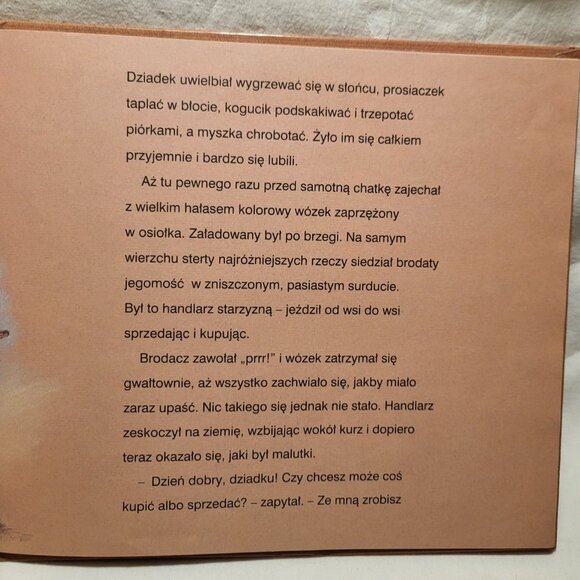 Dziadek uwielbiał wygrzewać się w słońcu, prosiaczek
taplać w błocie, kogucik podskakiwać i trzepotać
piórkami, a myszka chrobotać. Żyło im się całkiem
przyjemnie i bardzo się lubili.
Aż tu pewnego razu przed samotną chatkę zajechał
z wielkim hałasem kolorowy wózek zaprzężony
w osiołka. Załadowany był po brzegi. Na samym
wierzchu sterty najróżniejszych rzeczy siedział brodaty
jegomość w zniszczonym, pasiastym surducie.
Był to handlarz starzyzną – jeździł od wsi do wsi
sprzedając i kupując.
Brodacz zawołał „prrr!” i wózek zatrzymał się
gwałtownie, aż wszystko zachwiało się, jakby miało
zaraz upaść. Nic takiego się jednak nie stało. Handlarz
zeskoczył na ziemię, wzbijając wokół kurz i dopiero
teraz okazało się, jaki był malutki.
– Dzień dobry, dziadku! Czy chcesz może coś
kupić albo sprzedać? – zapytał. – Ze mną zrobisz